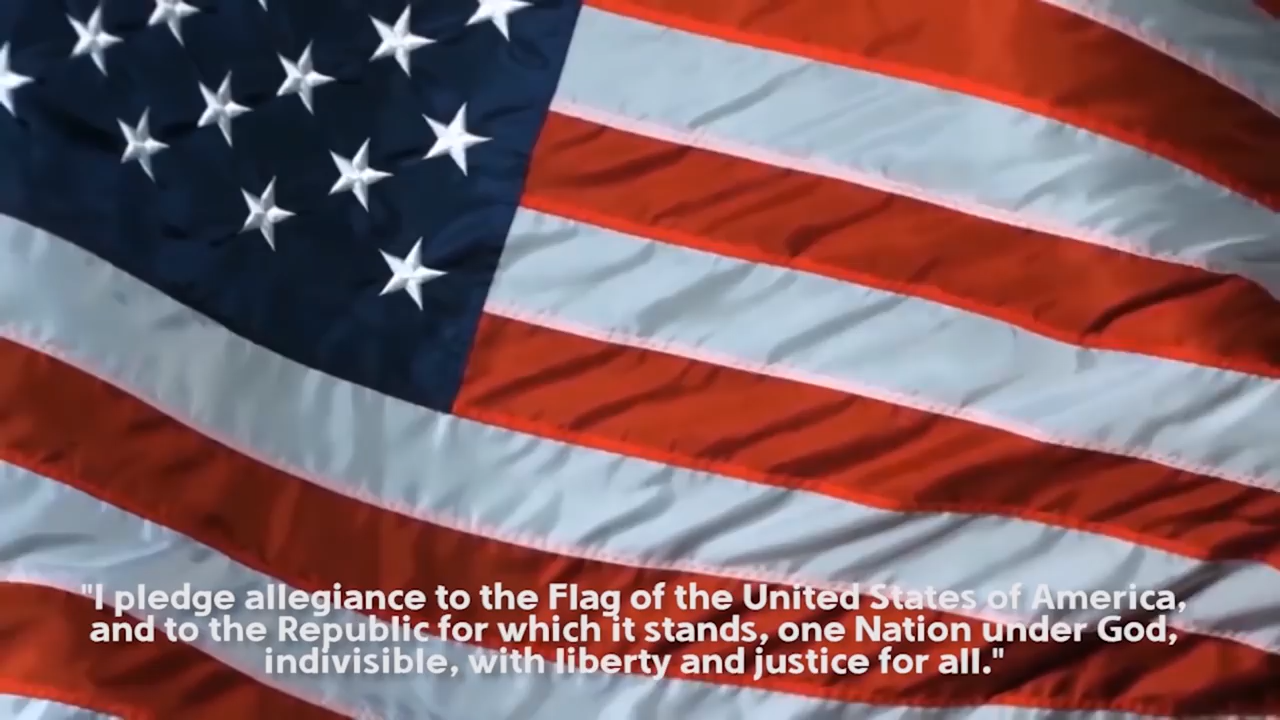 "I pledge allegiance to the Flag of the United States of America,
and to the Republic for which it stands, one Nation under God,
indivisible, with liberty and justice for all."